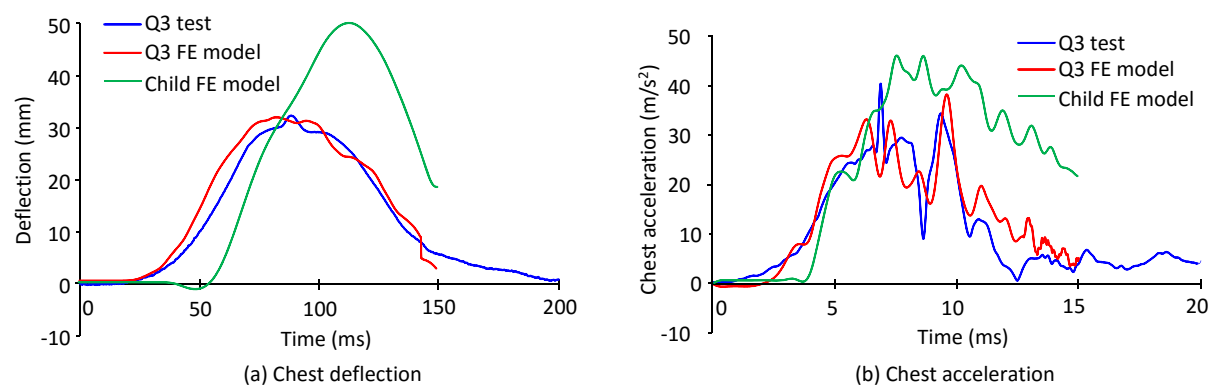 50
40
30
20
10
0
-10
Deflection (mm)
Q3 test
Q3 FE model
Child FE model
0 50 100 150 200
Time (ms)
(a) Chest deflection
50
40
30
20
10
0
-10
Chest acceleration (m/s²)
Q3 test
Q3 FE model
Child FE model
0 5 10 15 20
Time (ms)
(b) Chest acceleration